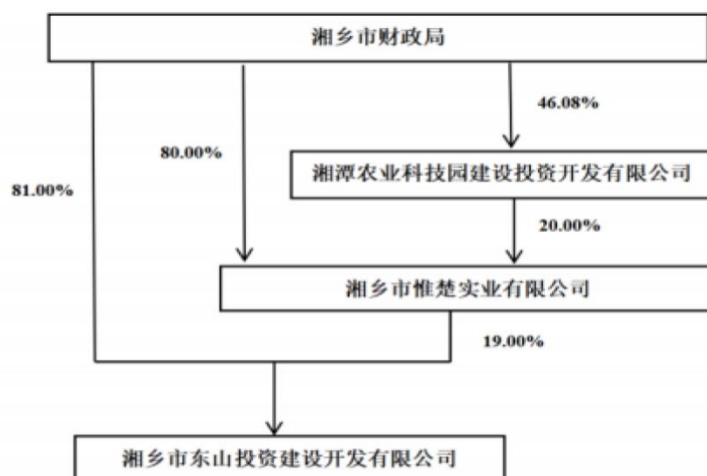 湘乡市财政局
46.08%
80.00%
湘潭农业科技园建设投资开发有限公司
81.00%
20.00%
湘乡市惟楚实业有限公司
19.00%
湘乡市东山投资建设开发有限公司